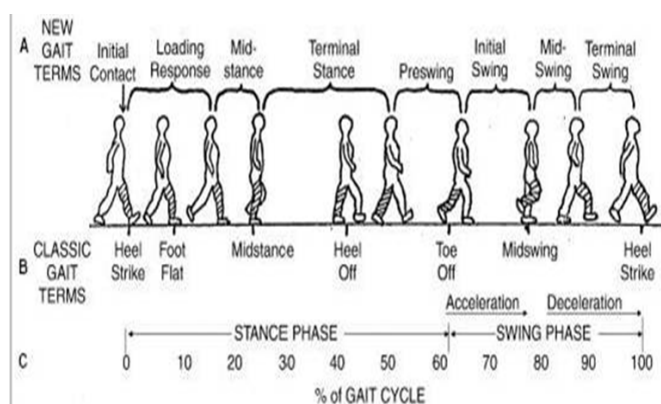 A NEW GAIT TERMS
Initial Contact
Loading Response
Mid-stance
Terminal Stance
Preswing
Initial Swing
Mid-Swing
Terminal Swing
B CLASSIC GAIT TERMS
Heel Strike
Foot Flat
Midstance
Heel Off
Toe Off
Midswing
Heel Strike
Acceleration Deceleration
STANCE PHASE SWING PHASE
C 0 10 20 30 40 50 60 70 80 90 100
% of GAIT CYCLE